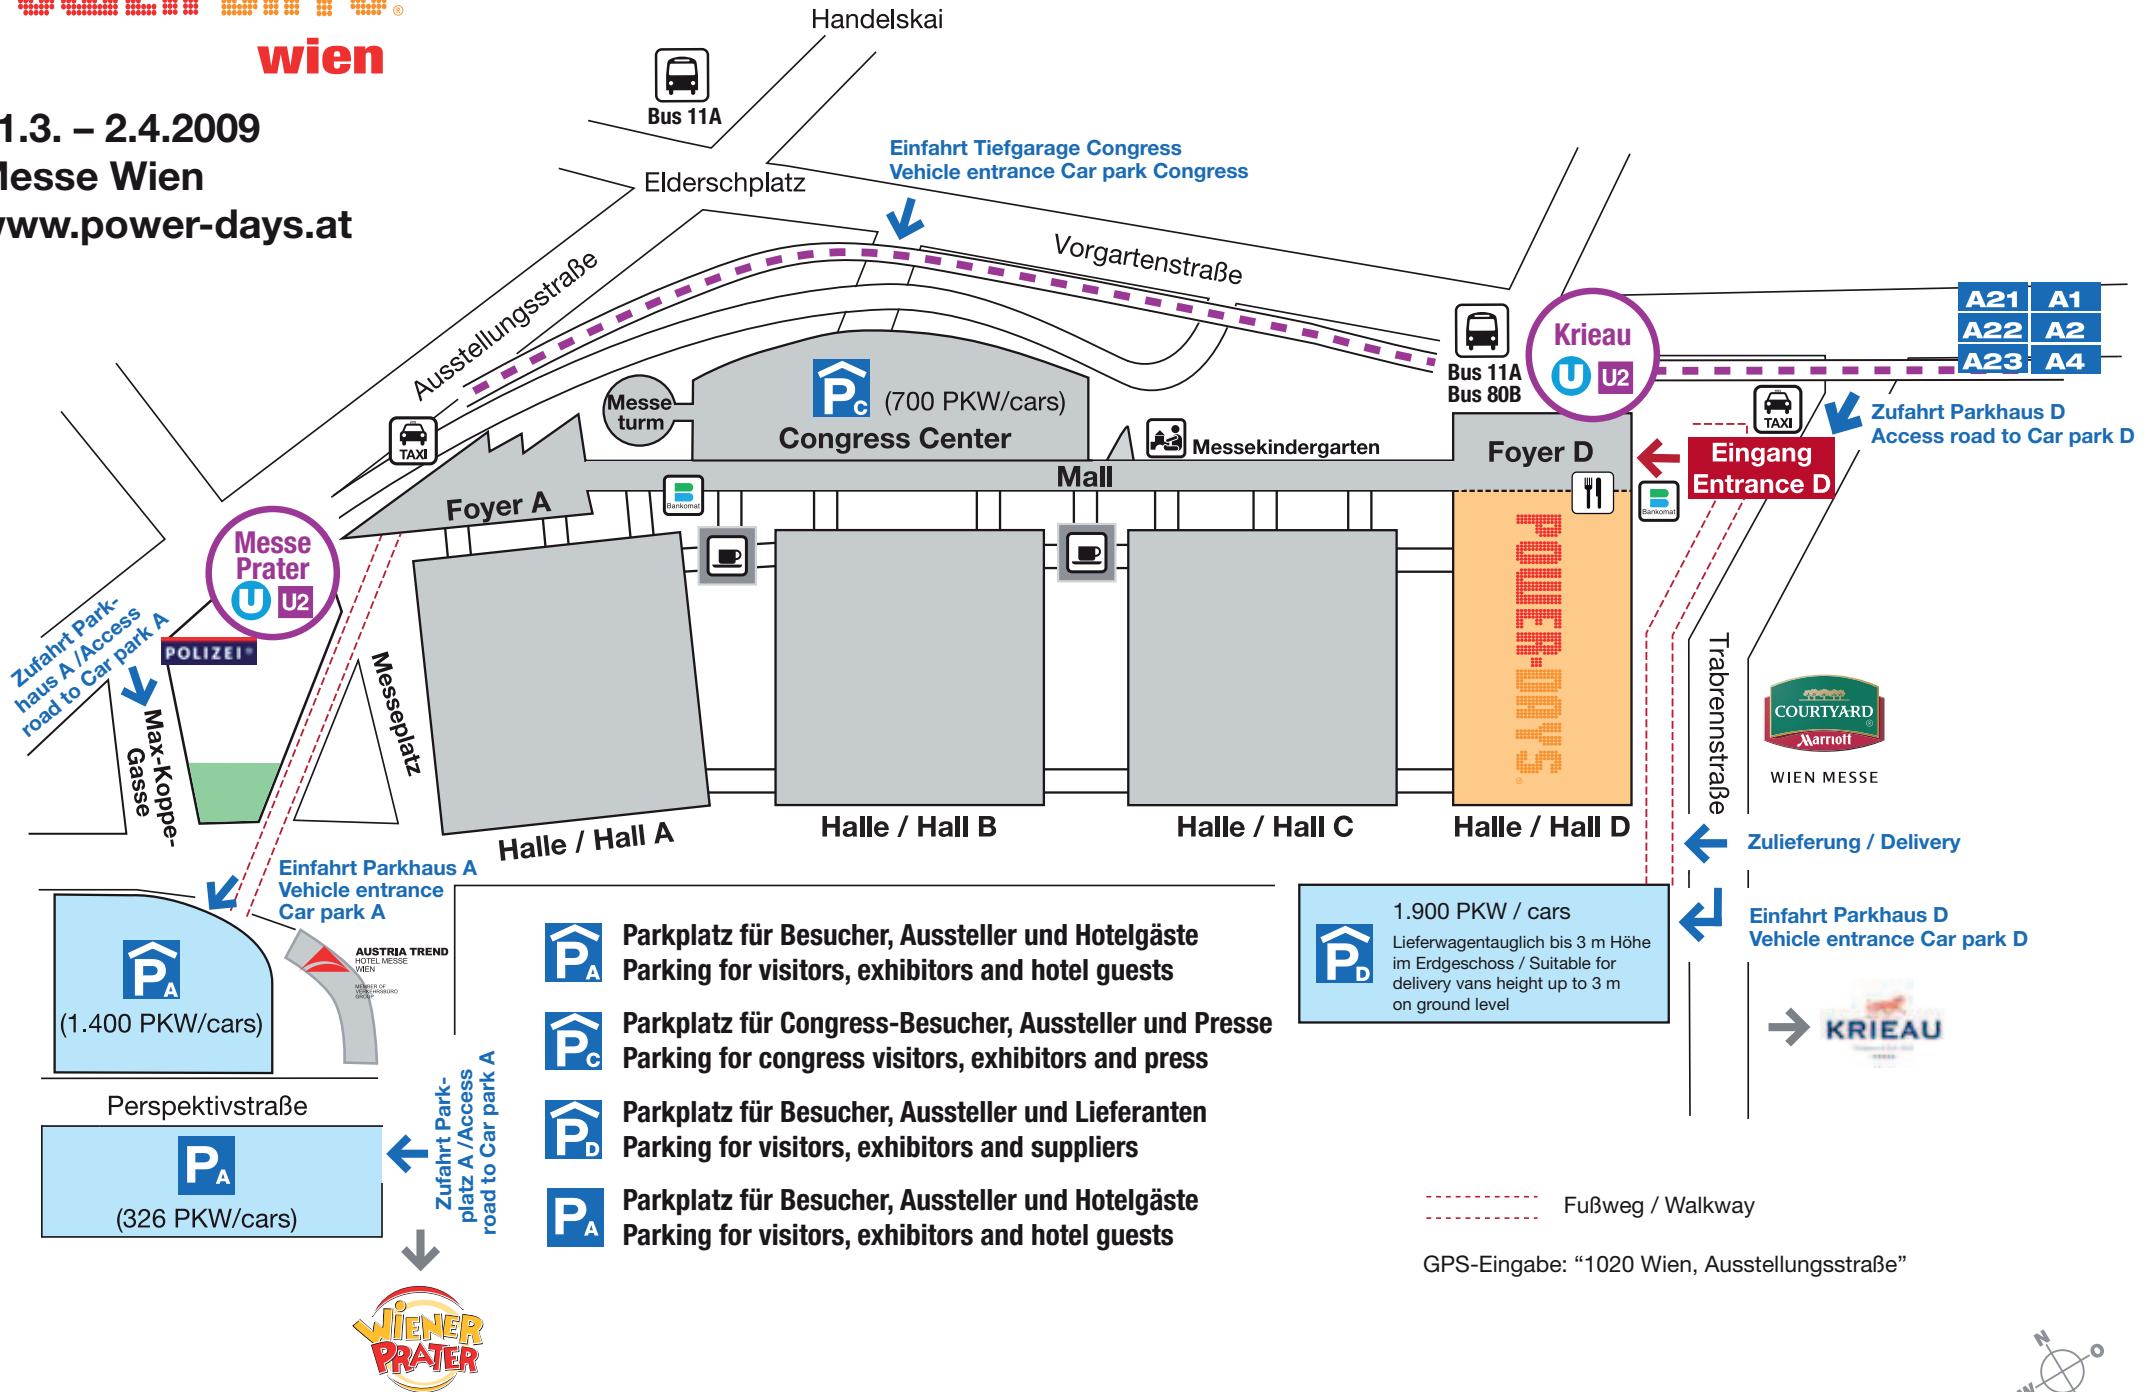 wien
1.3. – 2.4.2009
Messe Wien
www.power-days.at
Handelskai
Bus 11A
Einfahrt Tiefgarage Congress
Vehicle entrance Car park Congress
Elderschplatz
Vorgartenstraße
Ausstellungsstraße
A21 A1
A22 A2
A23 A4
Krieau
U U2
Bus 11A
Bus 80B
TAXI
Zufahrt Parkhaus D
Access road to Car park D
TAXI
Messe
turm
P C (700 PKW/cars)
Congress Center
Messekindergarten
Foyer D
Eingang
Entrance D
Mall
Foyer A
Bankomat
Bankomat
Messe
Prater
U U2
POWER-DAYS®
Zufahrt Park-
haus A /Access
road to Car park A
POLIZEI
Messeplatz
Max-Koppe-
Gasse
Trabrennstraße
COURTYARD®
Marriott
WIEN MESSE
Halle / Hall A
Halle / Hall B
Halle / Hall C
Halle / Hall D
Zulieferung / Delivery
Einfahrt Parkhaus A
Vehicle entrance
Car park A
P A
(1.400 PKW/cars)
AUSTRIA TREND
HOTEL MESSE
WIEN
MEMBER OF
VERKEHRSBURO
GROUP
P A
Parkplatz für Besucher, Aussteller und Hotelgäste
Parking for visitors, exhibitors and hotel guests
P C
Parkplatz für Congress-Besucher, Aussteller und Presse
Parking for congress visitors, exhibitors and press
P D
Parkplatz für Besucher, Aussteller und Lieferanten
Parking for visitors, exhibitors and suppliers
P A
Parkplatz für Besucher, Aussteller und Hotelgäste
Parking for visitors, exhibitors and hotel guests
P D
1.900 PKW / cars
Lieferwagentauglich bis 3 m Höhe
im Erdgeschoss / Suitable for
delivery vans height up to 3 m
on ground level
Einfahrt Parkhaus D
Vehicle entrance Car park D
KRIEAU
Perspektivstraße
P A
(326 PKW/cars)
Zufahrt Park-
platz A /Access
road to Car park A
WIENER
PRATER
Fußweg / Walkway
GPS-Eingabe: “1020 Wien, Ausstellungsstraße”
N
O
W